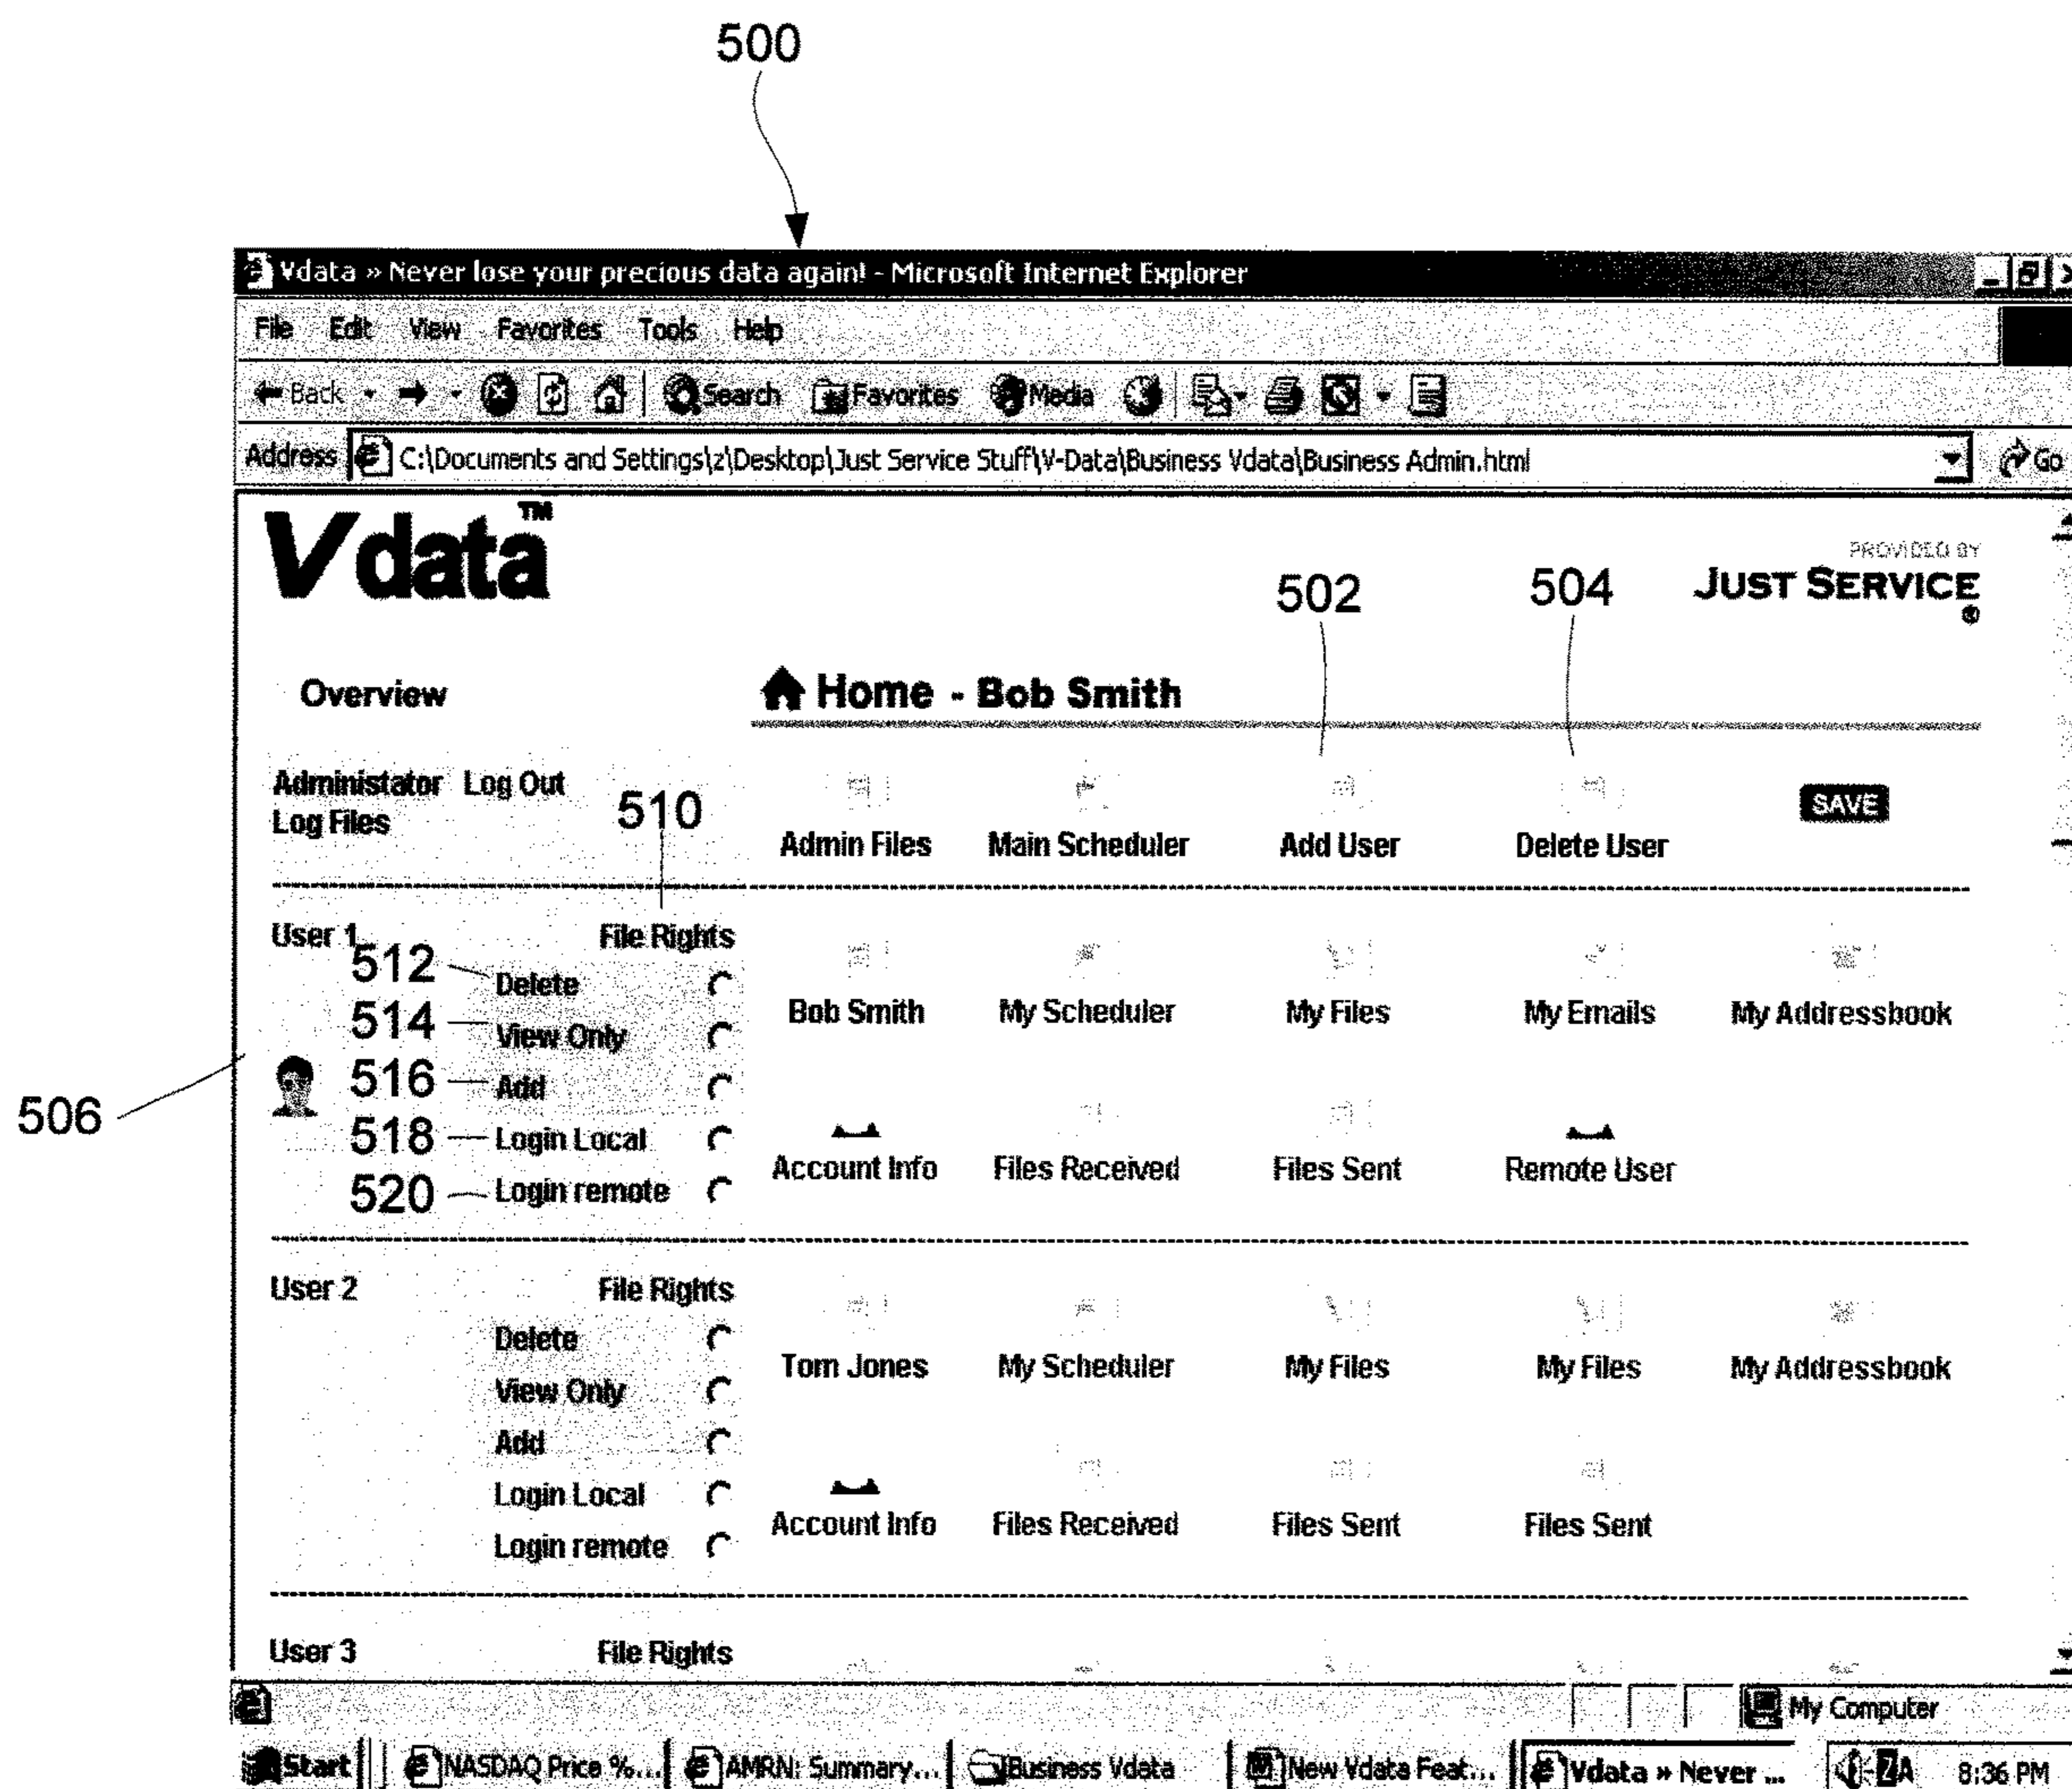 500
Vdata » Never lose your precious data again! - Microsoft Internet Explorer
File Edit View Favorites Tools Help
Back Search Favorites Media
Address C:\Documents and Settings\z\Desktop\Just Service Stuff\V-Data\Business Vdata\Business Admin.html Go
Vdata™
PROVIDED BY
JUST SERVICE
®
502 504
Overview Home - Bob Smith
Administator Log Out
Log Files
510
SAVE
Admin Files Main Scheduler Add User Delete User
User 1 File Rights
512 Delete
514 View Only
516 Add
518 Login Local
520 Login remote
506
Bob Smith My Scheduler My Files My Emails My Addressbook
Account Info Files Received Files Sent Remote User
User 2 File Rights
Delete
View Only
Add
Login Local
Login remote
Tom Jones My Scheduler My Files My Files My Addressbook
Account Info Files Received Files Sent Files Sent
User 3 File Rights
My Computer
Start NASDAQ Price %... AMRN: Summary... Business Vdata New Vdata Feat... Vdata » Never ... 8:36 PM